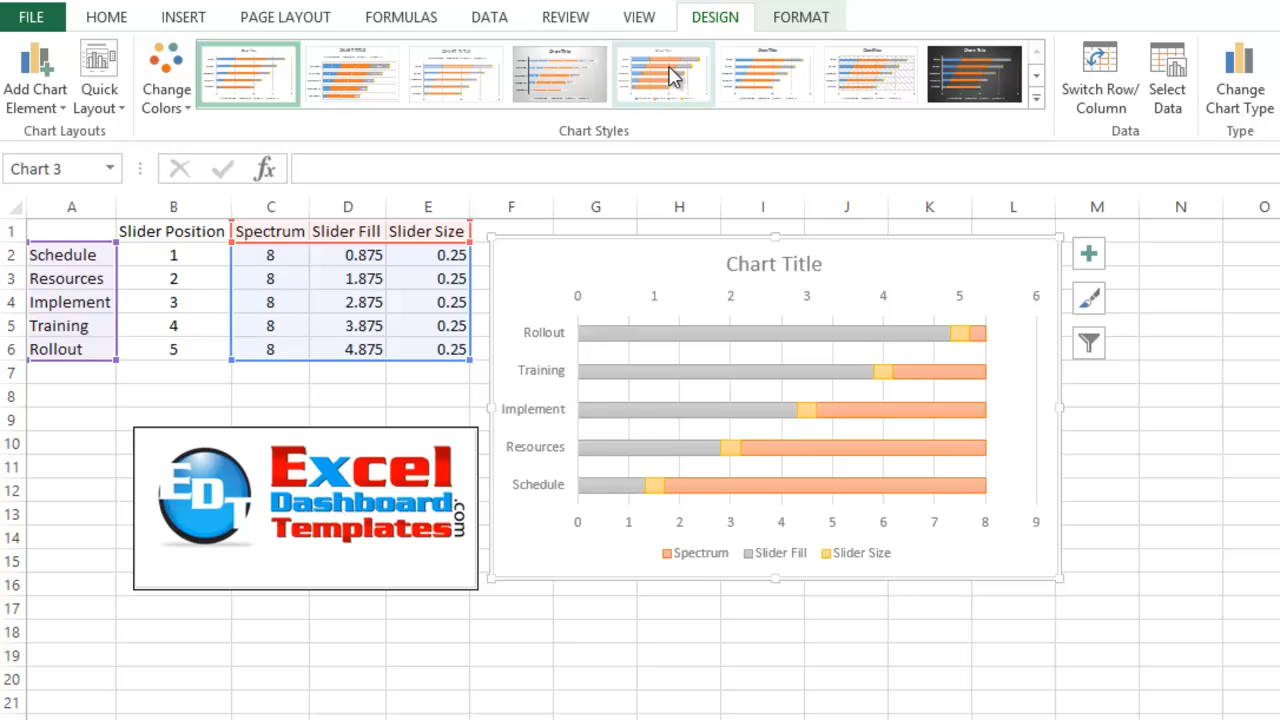 FILE HOME INSERT PAGE LAYOUT FORMULAS DATA REVIEW VIEW DESIGN FORMAT
Add Chart Element Quick Layout Change Colors Switch Row/ Column Select Data Change Chart Type
Chart Layouts Chart Styles Data Type
Chart 3 fx
A B C D E F G H I J K L M N O
1 Slider Position Spectrum Slider Fill Slider Size
2 Schedule 1 8 0.875 0.25
3 Resources 2 8 1.875 0.25
4 Implement 3 8 2.875 0.25
5 Training 4 8 3.875 0.25
6 Rollout 5 8 4.875 0.25
7
8
9
10
11
12
13
14
15
16
17
18
19
20
21
Excel
EDT Dashboard
Templates.com
Chart Title
0 1 2 3 4 5 6
Rollout
Training
Implement
Resources
Schedule
0 1 2 3 4 5 6 7 8 9
Spectrum Slider Fill Slider Size